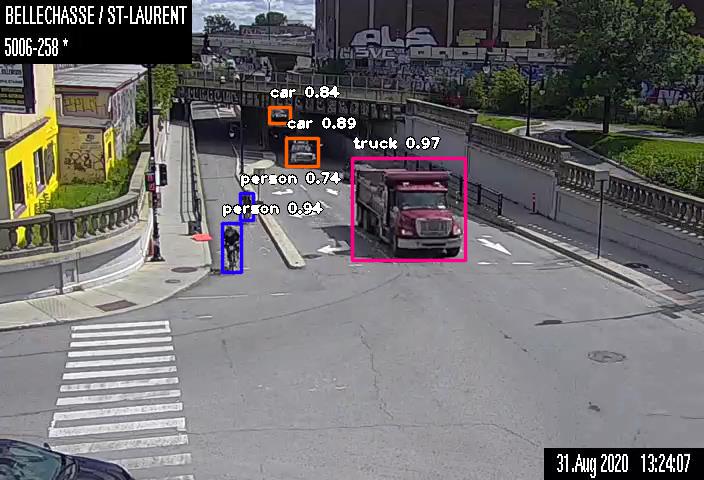 BELLECHASSE / ST-LAURENT
5006-258 *
car 0.84
car 0.89
truck 0.97
person 0.74
person 0.94
31.Aug 2020 13:24:07